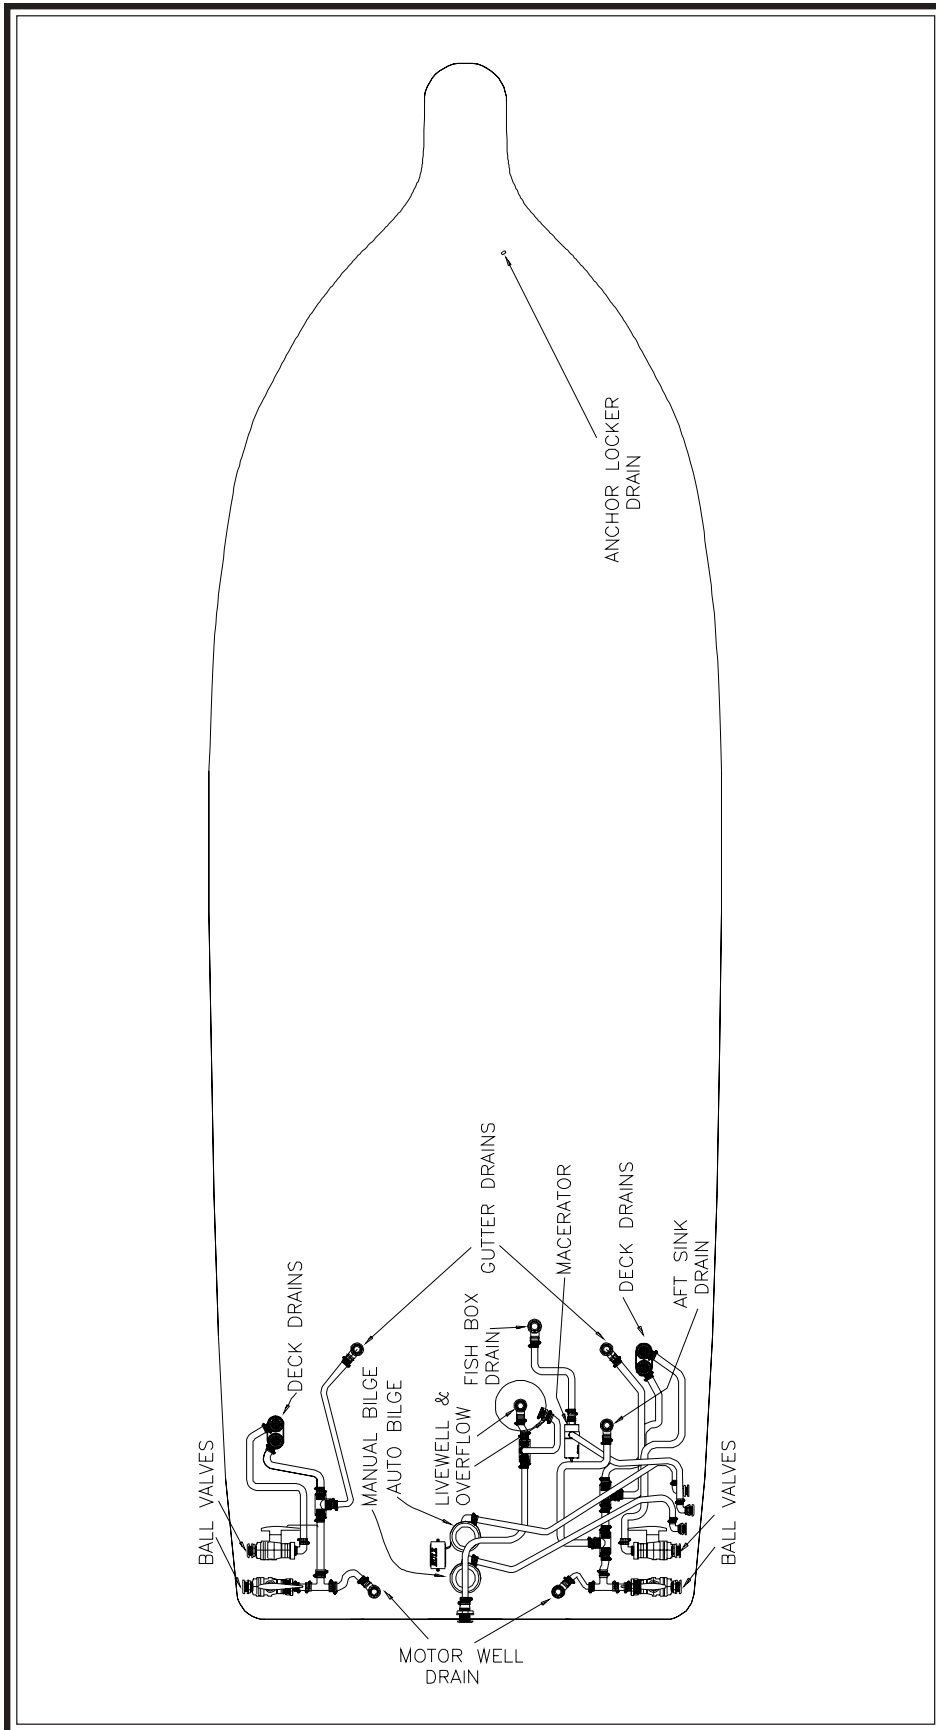 ANCHOR LOCKER
DRAIN
GUTTER DRAINS
MACERATOR
DECK DRAINS
AFT SINK
DRAIN
DECK DRAINS
FISH BOX
DRAIN
MANUAL BILGE
AUTO BILGE
LIVEWELL &
OVERFLOW
BALL VALVES
BALL VALVES
MOTOR WELL
DRAIN